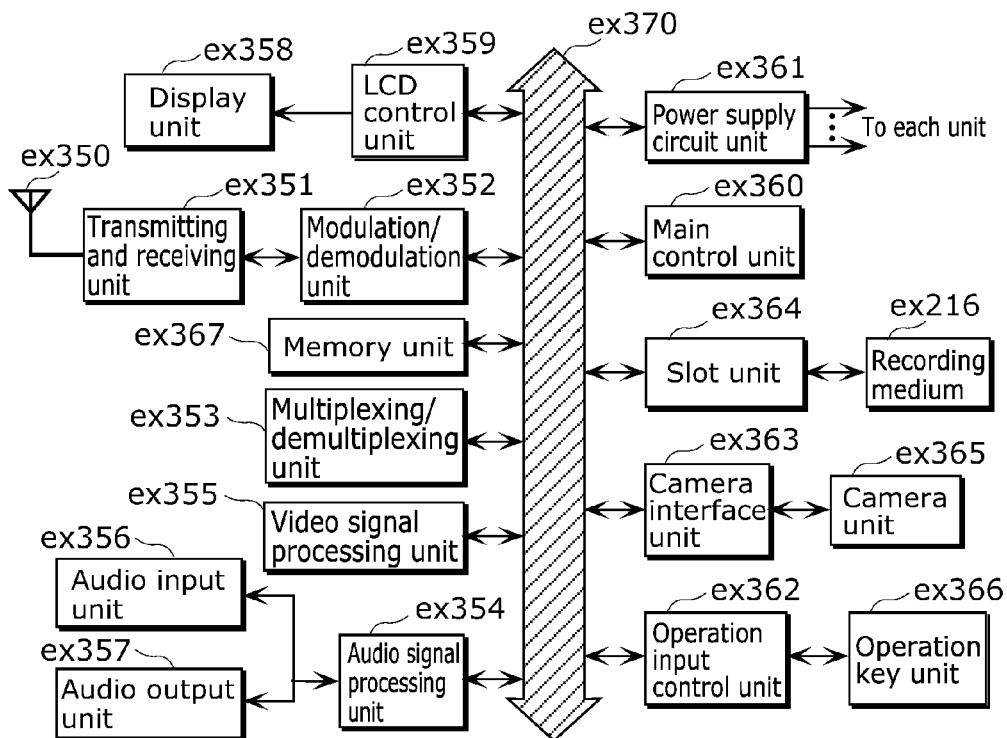 ex358
Display
unit
ex359
LCD
control
unit
ex370
ex361
Power supply
circuit unit
To each unit
ex350
ex351
Transmitting
and receiving
unit
ex352
Modulation/
demodulation
unit
ex360
Main
control unit
ex367
Memory unit
ex364
Slot unit
ex216
Recording
medium
ex353
Multiplexing/
demultiplexing
unit
ex363
Camera
interface
unit
ex365
Camera
unit
ex355
Video signal
processing unit
ex356
Audio input
unit
ex357
Audio output
unit
ex354
Audio signal
processing
unit
ex362
Operation
input
control unit
ex366
Operation
key unit